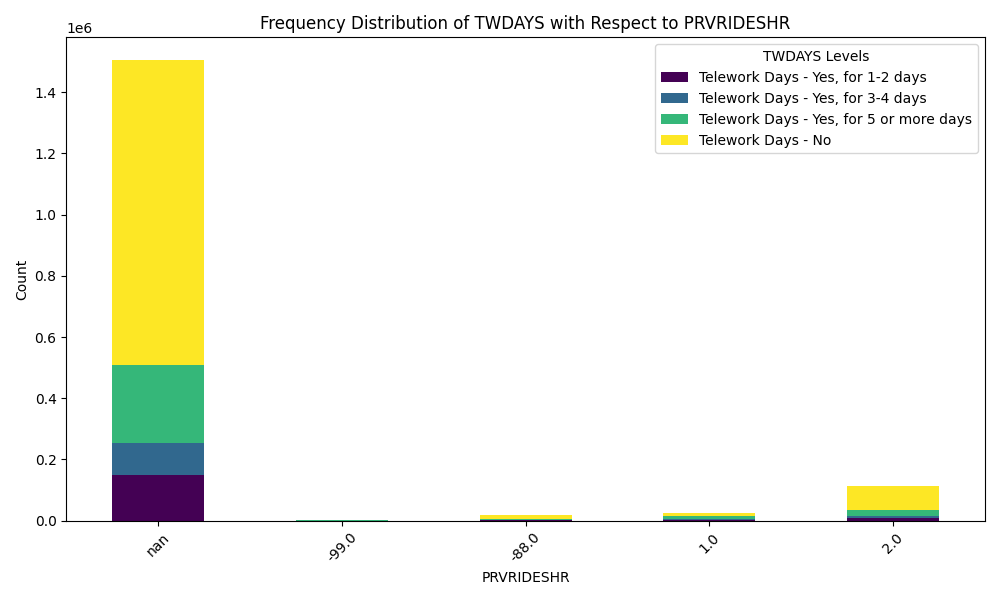 Frequency Distribution of TWDAYS with Respect to PRVRIDESHR
1e6
TWDAYS Levels
Telework Days - Yes, for 1-2 days
Telework Days - Yes, for 3-4 days
Telework Days - Yes, for 5 or more days
Telework Days - No
1.4
1.2
1.0
0.8
0.6
0.4
0.2
0.0
Count
nan
-99.0
-88.0
1.0
2.0
PRVRIDESHR